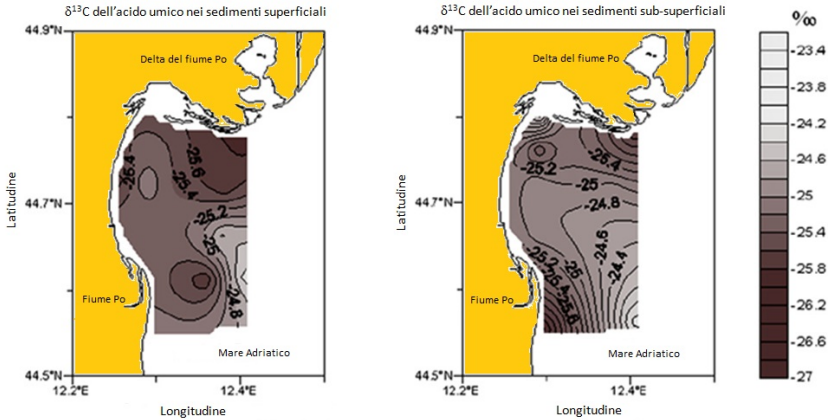 δ¹³C dell'acido umico nei sedimenti superficiali
44.9°N
Delta del fiume Po
-25.4
-25.6
-25.4
-25.2
44.7°N
-25
-24.8
Fiume Po
Mare Adriatico
44.5°N
12.2°E
12.4°E
Latitudine
Longitudine
δ¹³C dell'acido umico nei sedimenti sub-superficiali
44.9°N
Delta del fiume Po
-25.4
-25.2
-25
-24.8
44.7°N
-24.6
-24.4
-25.2
-25
-25.4
-25.6
Fiume Po
Mare Adriatico
44.5°N
12.2°E
12.4°E
Latitudine
Longitudine
‰
-23.4
-23.8
-24.2
-24.6
-25
-25.4
-25.8
-26.2
-26.6
-27